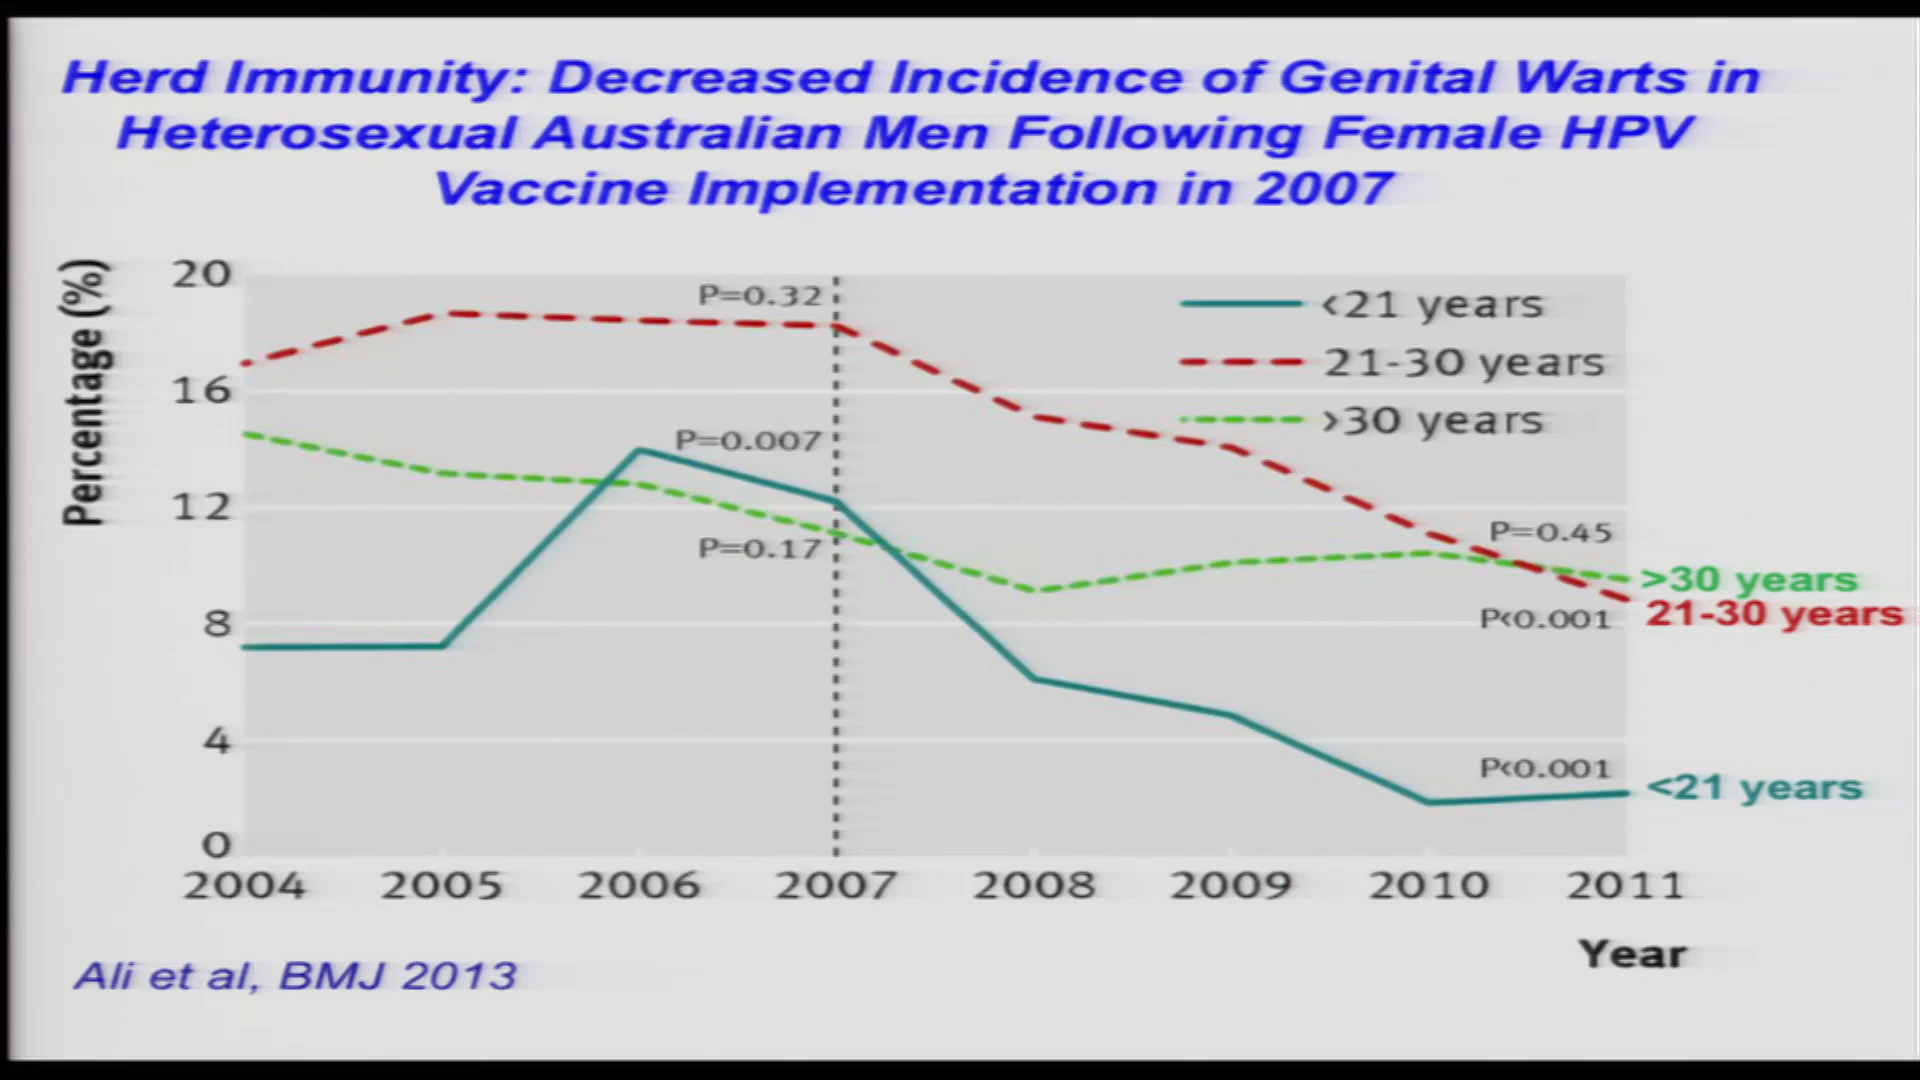 Herd Immunity: Decreased Incidence of Genital Warts in
Heterosexual Australian Men Following Female HPV
Vaccine Implementation in 2007
Percentage (%)
20
16
12
8
4
0
P=0.32
P=0.007
P=0.17
<21 years
21-30 years
>30 years
P=0.45
P<0.001
P<0.001
>30 years
21-30 years
<21 years
2004 2005 2006 2007 2008 2009 2010 2011
Year
Ali et al, BMJ 2013